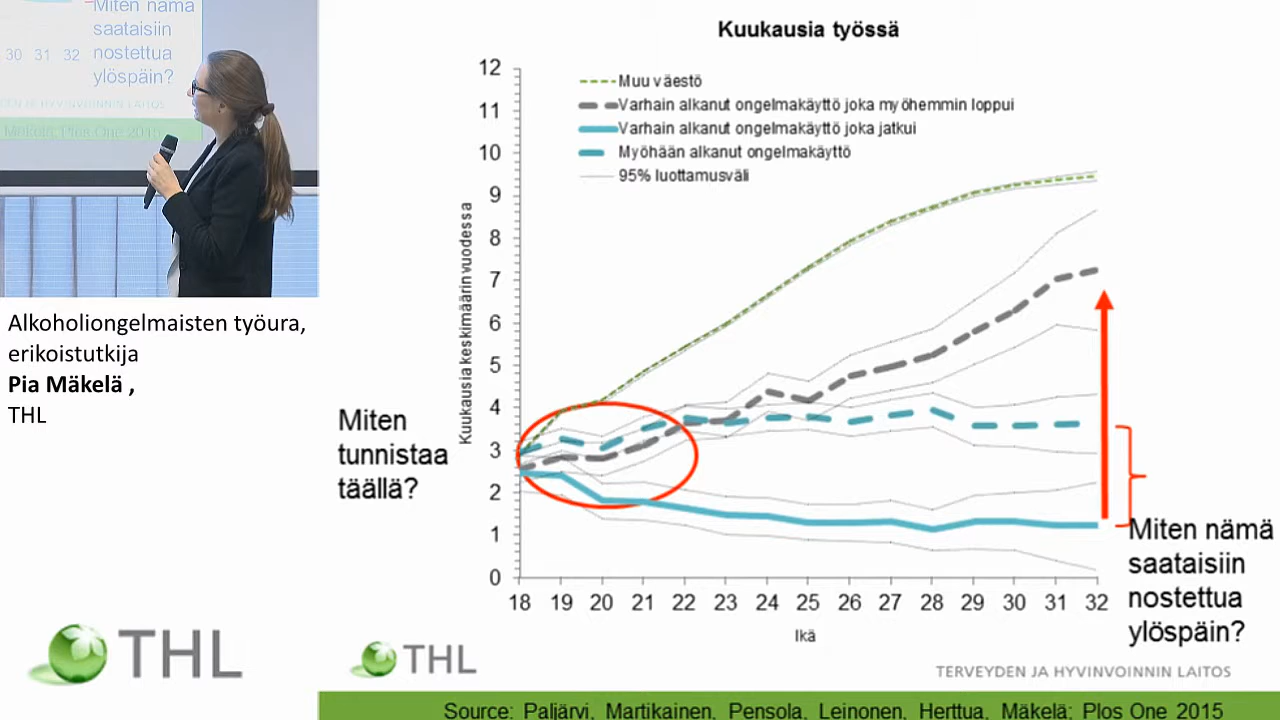 Miten nämä
saataisiin
30 31 32 nostettua
ylöspäin?
Mäkelä, Plos One 2015
Alkoholiongelmaisten työura,
erikoistutkija
Pia Mäkelä ,
THL
THL
Kuukausia työssä
Muu väestö
Varhain alkanut ongelmakäyttö joka myöhemmin loppui
Varhain alkanut ongelmakäyttö joka jatkui
Myöhään alkanut ongelmakäyttö
95% luottamusväli
Kuukausia keskimäärin vuodessa
12
11
10
9
8
7
6
5
4
3
2
1
0
18 19 20 21 22 23 24 25 26 27 28 29 30 31 32
Ikä
Miten
tunnistaa
täällä?
Miten nämä
saataisiin
nostettua
ylöspäin?
THL
TERVEYDEN JA HYVINVOINNIN LAITOS
Source: Paljärvi, Martikainen, Pensola, Leinonen, Herttua, Mäkelä; Plos One 2015